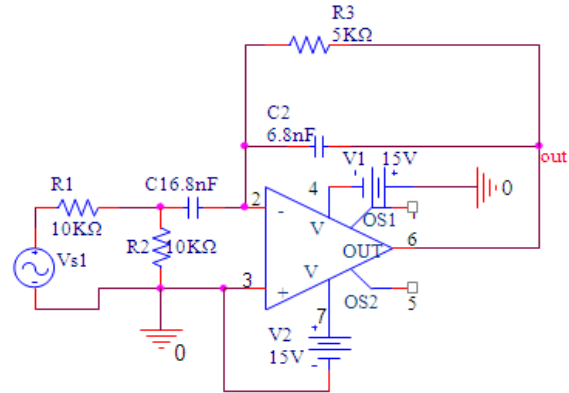 R3
5KΩ
C2
6.8nF
V1 15V
out
R1
C16.8nF
4
0
2
-
OS1
10KΩ
R2
10KΩ
V
OUT
6
Vs1
V
3
+
OS2
5
7
0
V2
15V